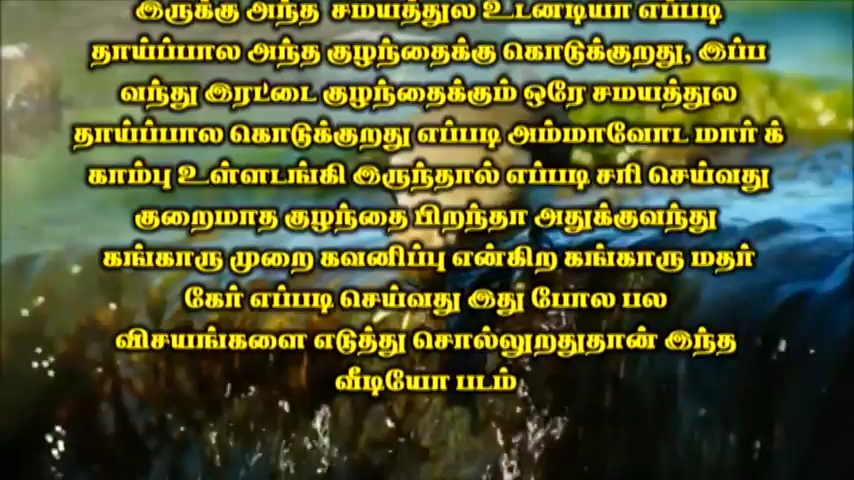 இருக்கு அந்த சமயத்துல உடனடியா எப்படி
தாய்ப்பால அந்த குழந்தைக்கு கொடுக்குறது, இப்ப
வந்து இரட்டை குழந்தைக்கும் ஒரே சமயத்துல
தாய்ப்பால கொடுக்குறது எப்படி அம்மாவோட மார் க்
காம்பு உள்ளடங்கி இருந்தால் எப்படி சரி செய்வது
குறைமாத குழந்தை பிறந்தா அதுக்குவந்து
கங்காரு முறை கவனிப்பு என்கிற கங்காரு மதர்
கேர் எப்படி செய்வது இது போல பல
விசயங்களை எடுத்து சொல்லுறதுதான் இந்த
வீடியோ படம்